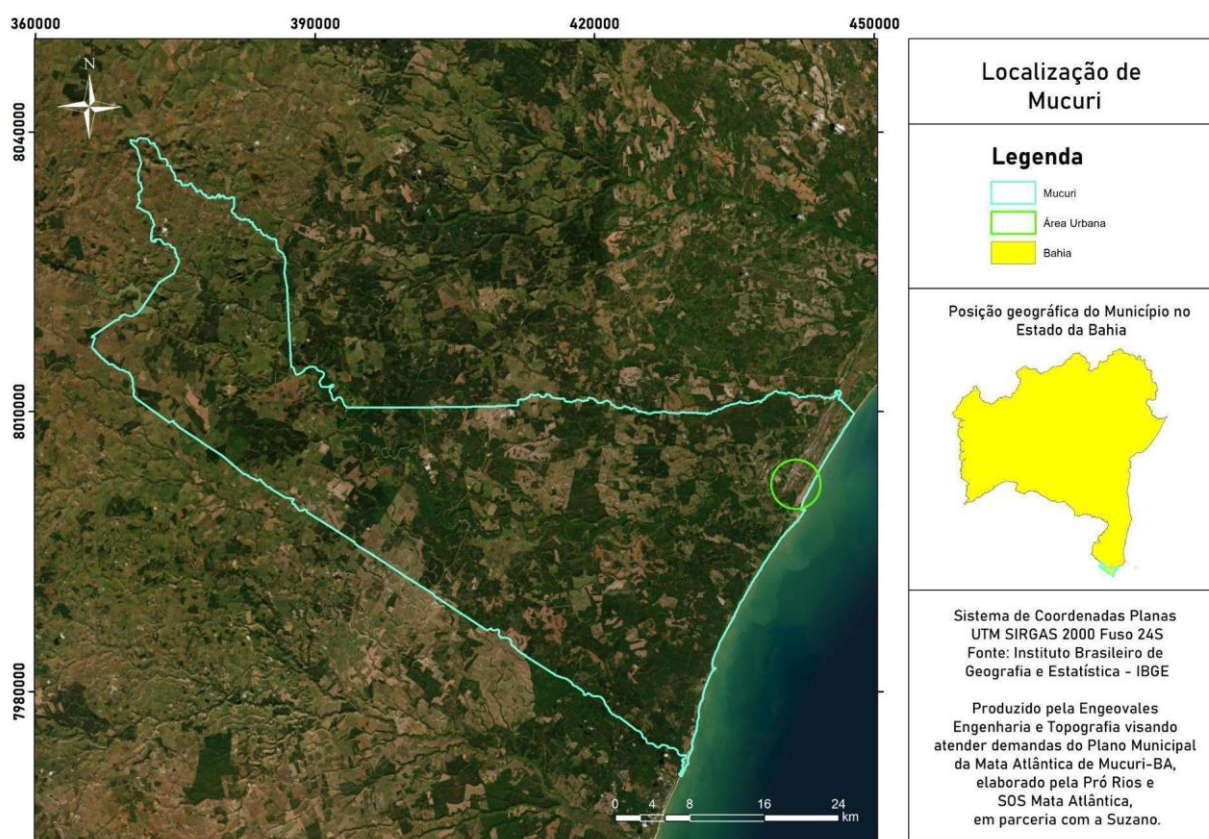 360000
390000
420000
450000
N
8040000
8010000
7980000
0 4 8 16 24
km
Localização de
Mucuri
Legenda
Mucuri
Área Urbana
Bahia
Posição geográfica do Município no
Estado da Bahia
Sistema de Coordenadas Planas
UTM SIRGAS 2000 Fuso 24S
Fonte: Instituto Brasileiro de
Geografia e Estatística - IBGE
Produzido pela Engeovales
Engenharia e Topografia visando
atender demandas do Plano Municipal
da Mata Atlântica de Mucuri-BA,
elaborado pela Pró Rios e
SOS Mata Atlântica,
em parceria com a Suzano.